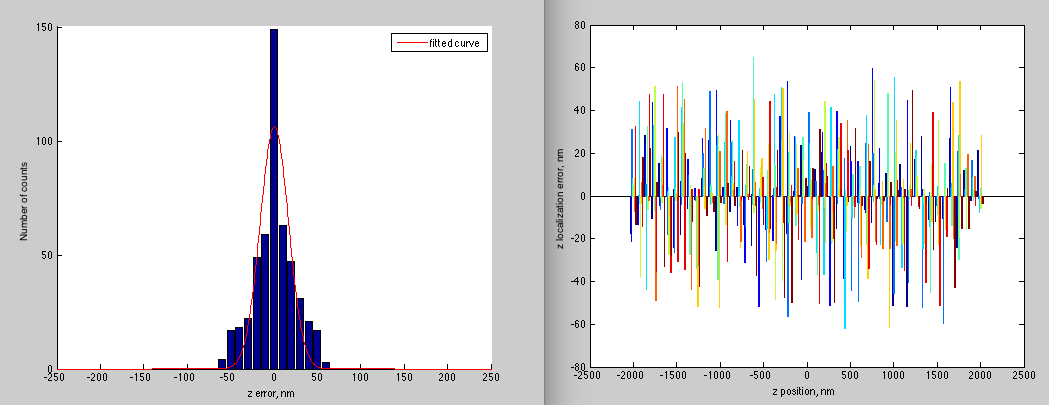 150
100
50
0
Number of counts
fitted curve
-250 -200 -100 -50 0 50 100 150 200 250
z error, nm
80
60
40
20
0
-20
-40
-60
-80
z localization error, nm
-2500 -2000 -1500 -1000 -500 0 500 1000 1500 2000 2500
z position, nm